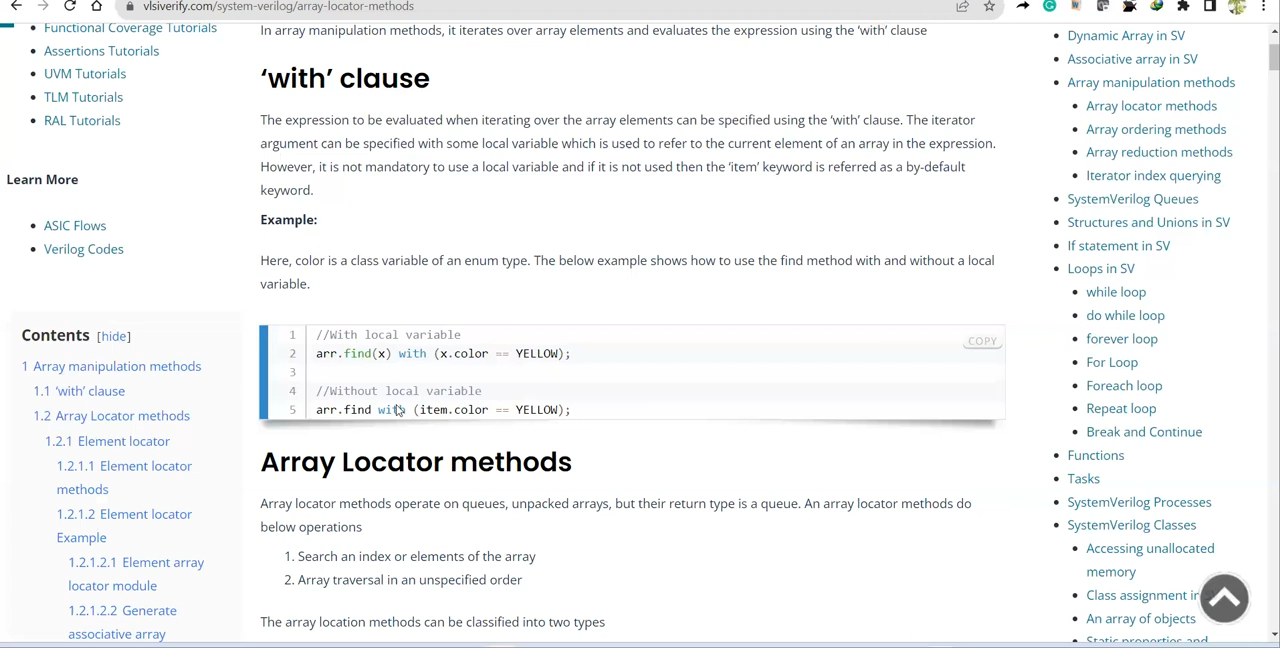 vlsiverify.com/system-verilog/array-locator-methods
Functional Coverage Tutorials
Assertions Tutorials
UVM Tutorials
TLM Tutorials
RAL Tutorials
Learn More
ASIC Flows
Verilog Codes
Contents [hide]
1 Array manipulation methods
1.1 ‘with’ clause
1.2 Array Locator methods
1.2.1 Element locator
1.2.1.1 Element locator
methods
1.2.1.2 Element locator
Example
1.2.1.2.1 Element array
locator module
1.2.1.2.2 Generate
associative array
In array manipulation methods, it iterates over array elements and evaluates the expression using the ‘with’ clause
‘with’ clause
The expression to be evaluated when iterating over the array elements can be specified using the ‘with’ clause. The iterator
argument can be specified with some local variable which is used to refer to the current element of an array in the expression.
However, it is not mandatory to use a local variable and if it is not used then the ‘item’ keyword is referred as a by-default
keyword.
Example:
Here, color is a class variable of an enum type. The below example shows how to use the find method with and without a local
variable.
COPY
1 //With local variable
2 arr.find(x) with (x.color == YELLOW);
3
4 //Without local variable
5 arr.find with (item.color == YELLOW);
Array Locator methods
Array locator methods operate on queues, unpacked arrays, but their return type is a queue. An array locator methods do
below operations
1. Search an index or elements of the array
2. Array traversal in an unspecified order
The array location methods can be classified into two types
Dynamic Array in SV
Associative array in SV
Array manipulation methods
Array locator methods
Array ordering methods
Array reduction methods
Iterator index querying
SystemVerilog Queues
Structures and Unions in SV
If statement in SV
Loops in SV
while loop
do while loop
forever loop
For Loop
Foreach loop
Repeat loop
Break and Continue
Functions
Tasks
SystemVerilog Processes
SystemVerilog Classes
Accessing unallocated
memory
Class assignment in
An array of objects
Static properties and